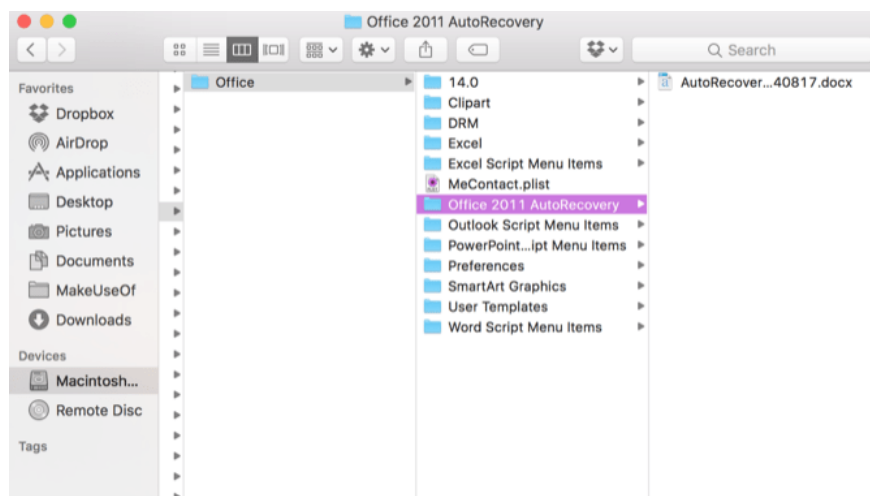 Office 2011 AutoRecovery
Search
Favorites
Dropbox
AirDrop
Applications
Desktop
Pictures
Documents
MakeUseOf
Downloads
Devices
Macintosh...
Remote Disc
Tags
Office
14.0
Clipart
DRM
Excel
Excel Script Menu Items
MeContact.plist
Office 2011 AutoRecovery
Outlook Script Menu Items
PowerPoint...ipt Menu Items
Preferences
SmartArt Graphics
User Templates
Word Script Menu Items
AutoRecover...40817.docx